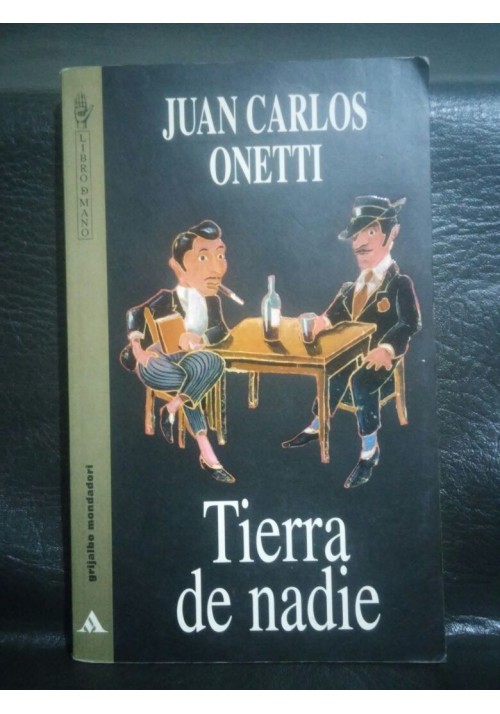 JUAN CARLOS
ONETTI
LIBRO DE MANO
Tierra
de nadie
grijalbo mondadori